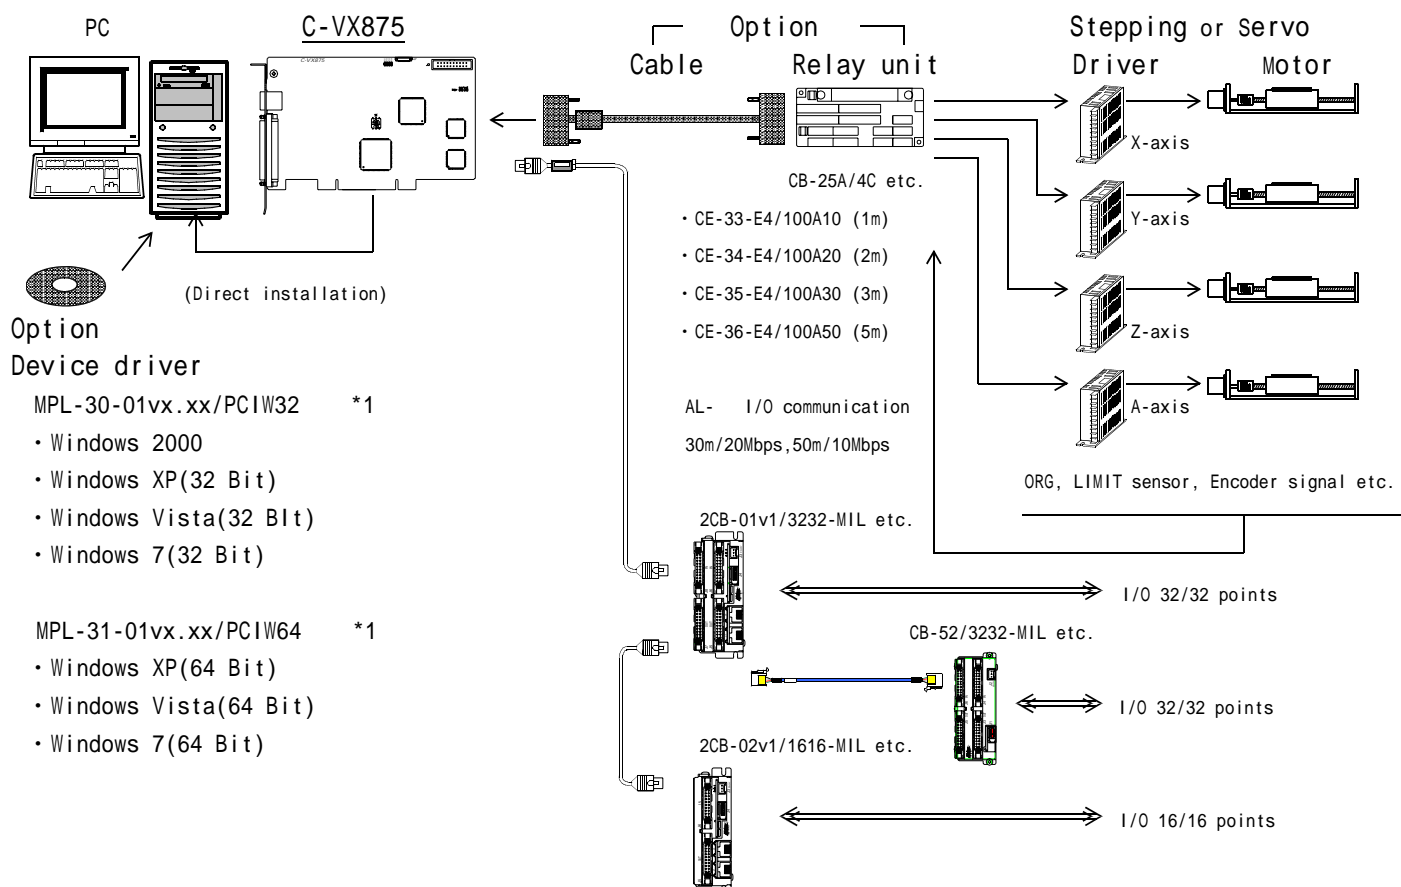 PC
C-VX875
C-VX875
Option
Cable
Relay unit
Stepping or Servo
Driver
Motor
X-axis
Y-axis
Z-axis
A-axis
CB-25A/4C etc.
・CE-33-E4/100A10 (1m)
・CE-34-E4/100A20 (2m)
・CE-35-E4/100A30 (3m)
・CE-36-E4/100A50 (5m)
(Direct installation)
Option
Device driver
MPL-30-01vx.xx/PCIW32 *1
・Windows 2000
・Windows XP(32 Bit)
・Windows Vista(32 BIt)
・Windows 7(32 Bit)
MPL-31-01vx.xx/PCIW64 *1
・Windows XP(64 Bit)
・Windows Vista(64 Bit)
・Windows 7(64 Bit)
AL- I/O communication
30m/20Mbps,50m/10Mbps
ORG, LIMIT sensor, Encoder signal etc.
2CB-01v1/3232-MIL etc.
I/O 32/32 points
CB-52/3232-MIL etc.
I/O 32/32 points
2CB-02v1/1616-MIL etc.
I/O 16/16 points